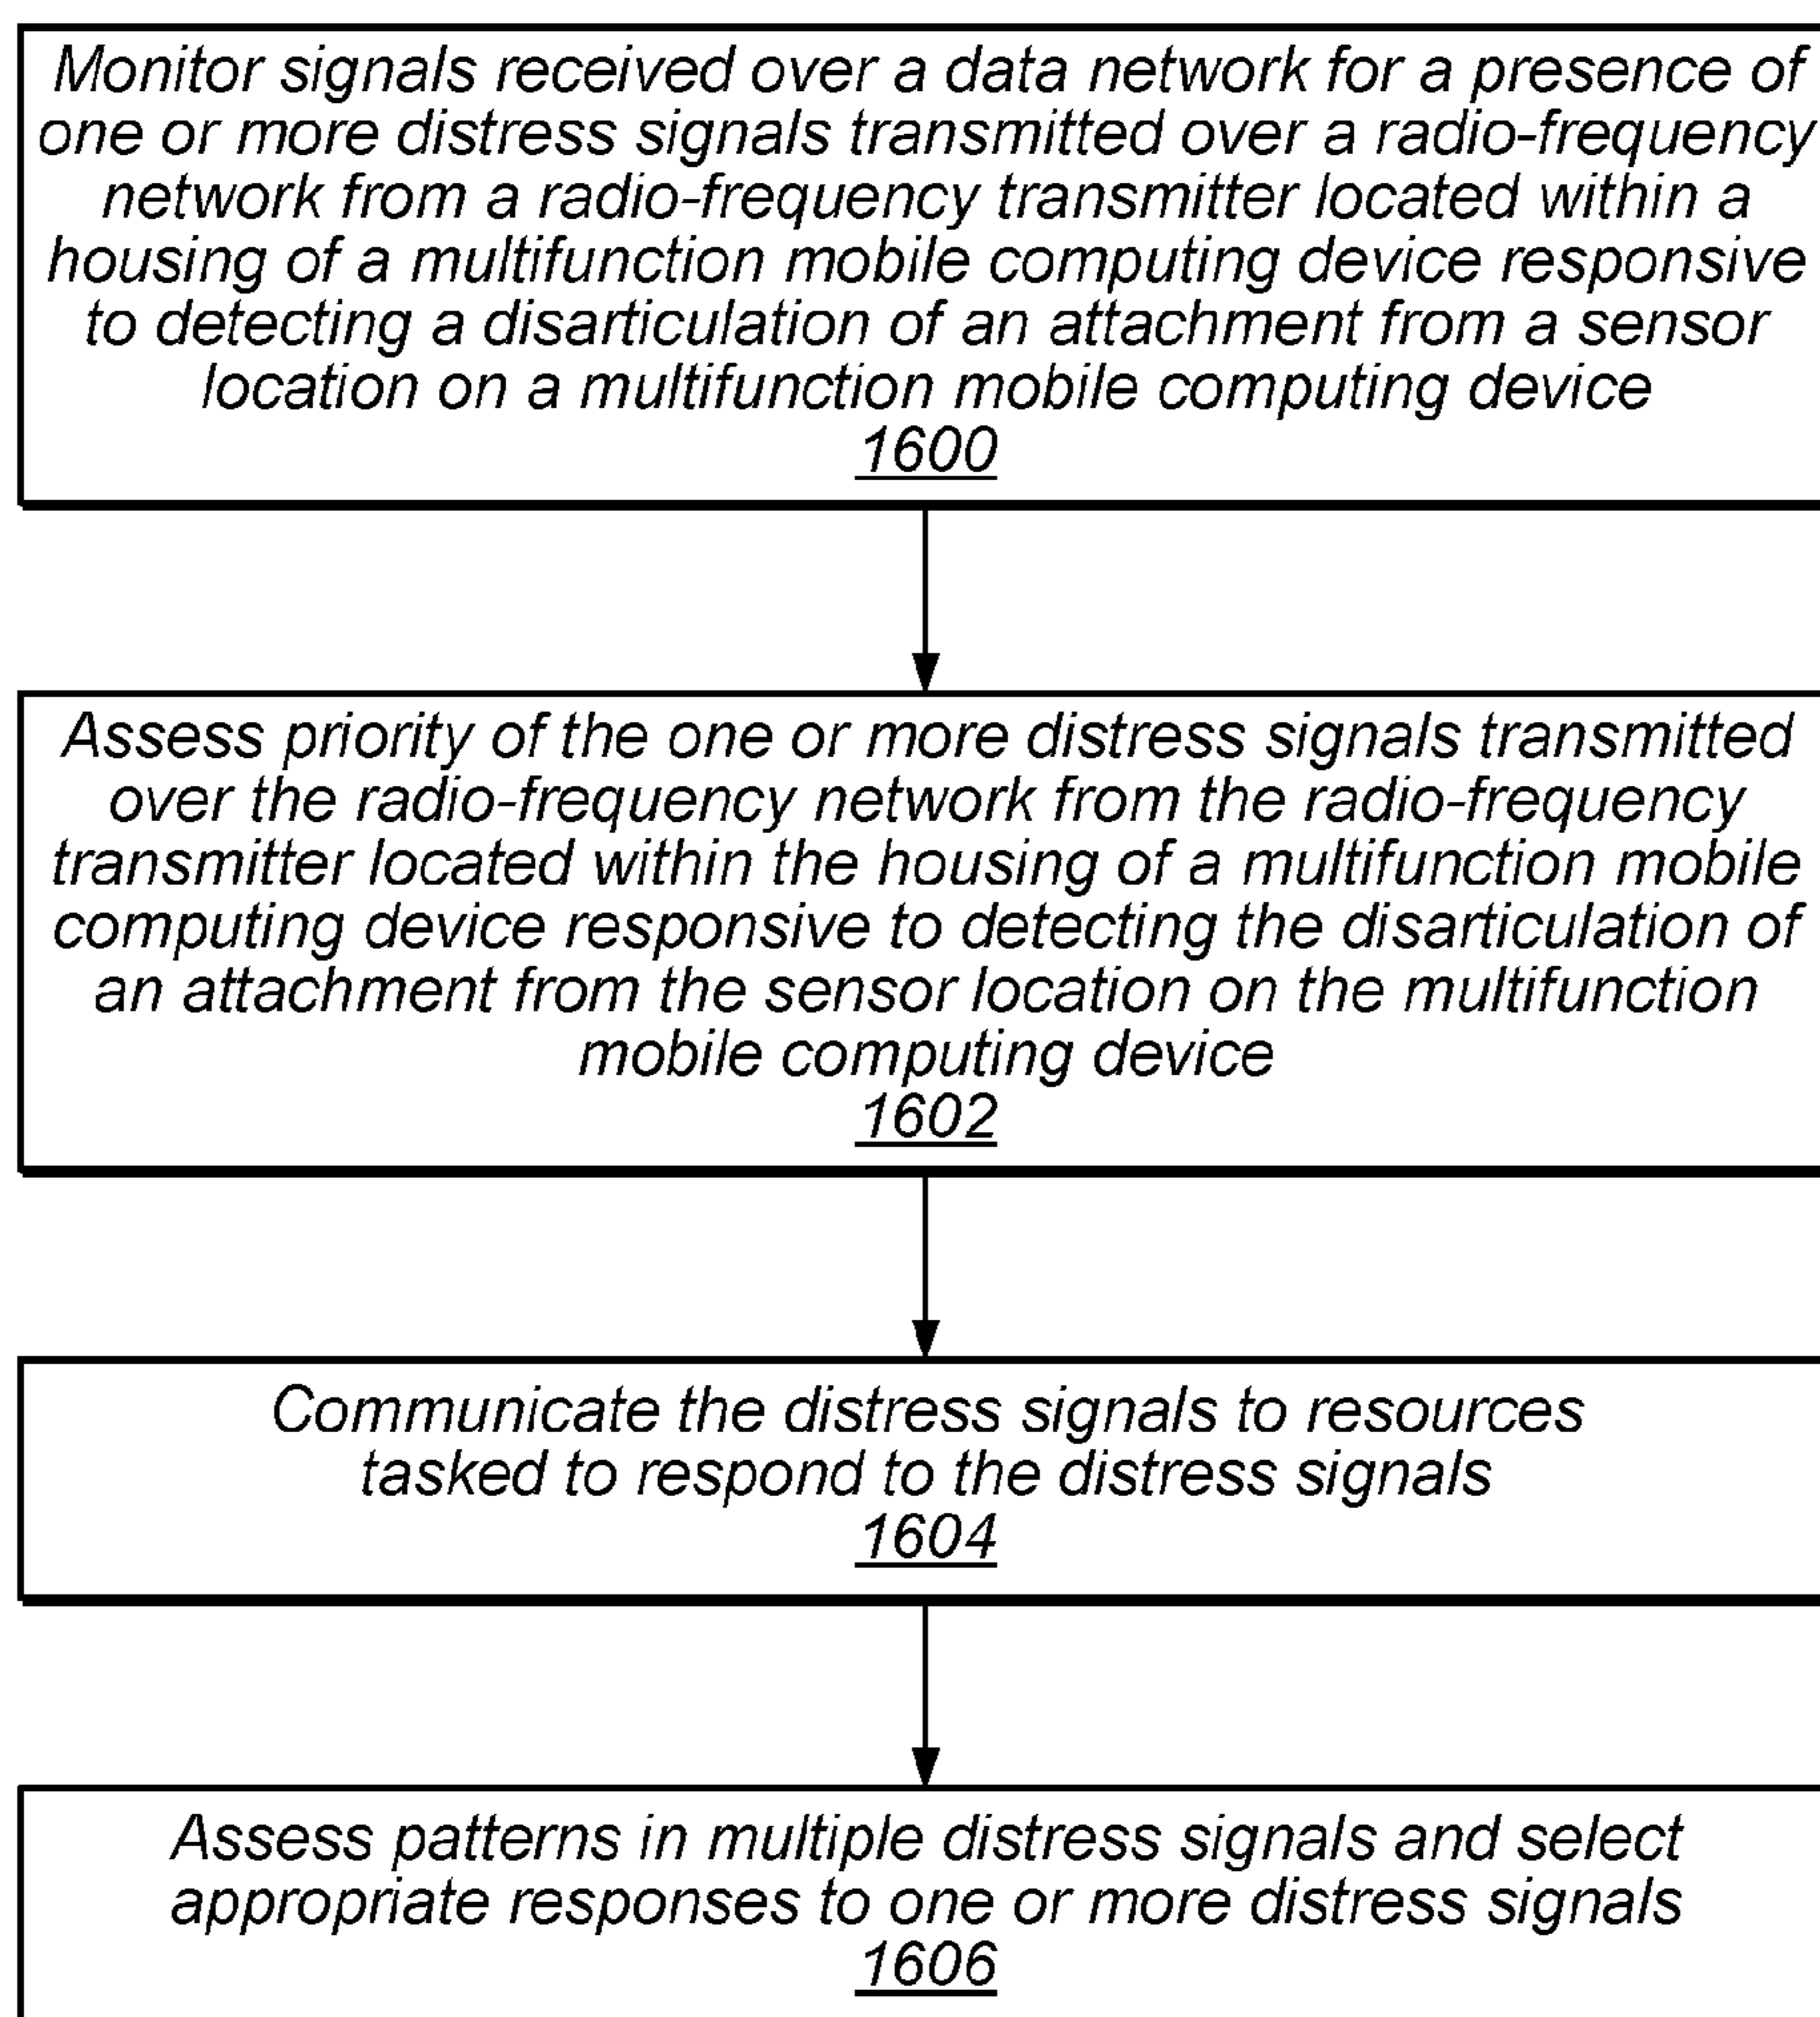 Monitor signals received over a data network for a presence of
one or more distress signals transmitted over a radio-frequency
network from a radio-frequency transmitter located within a
housing of a multifunction mobile computing device responsive
to detecting a disarticulation of an attachment from a sensor
location on a multifunction mobile computing device
1600
Assess priority of the one or more distress signals transmitted
over the radio-frequency network from the radio-frequency
transmitter located within the housing of a multifunction mobile
computing device responsive to detecting the disarticulation of
an attachment from the sensor location on the multifunction
mobile computing device
1602
Communicate the distress signals to resources
tasked to respond to the distress signals
1604
Assess patterns in multiple distress signals and select
appropriate responses to one or more distress signals
1606